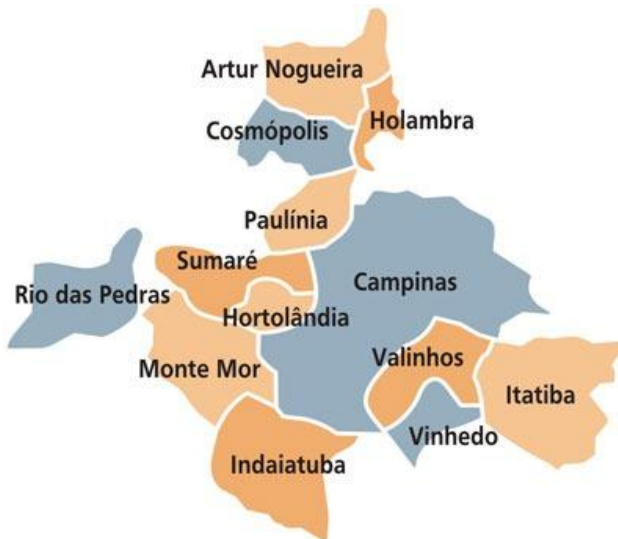 Artur Nogueira
Holambra
Cosmópolis
Paulínia
Sumaré
Rio das Pedras
Campinas
Hortolândia
Monte Mor
Valinhos
Itatiba
Vinhedo
Indaiatuba